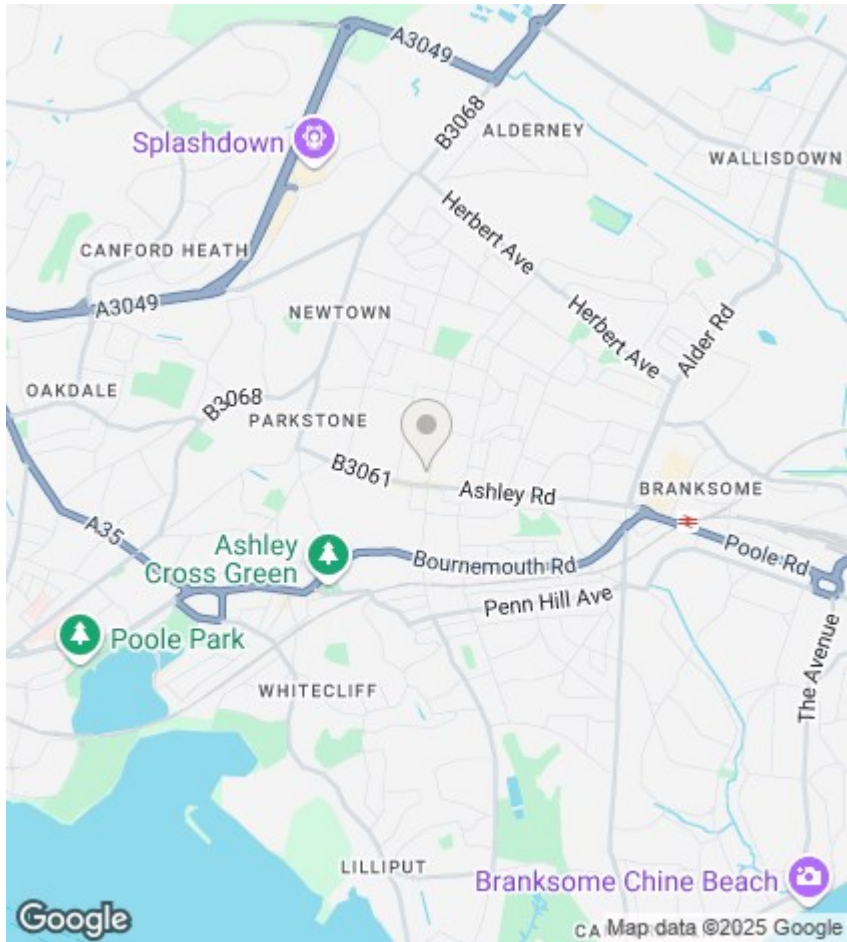 A3049
B3068
ALDERNEY
Splashdown
WALLISDOWN
Herbert Ave
CANFORD HEATH
A3049
NEWTOWN
Herbert Ave
Alder Rd
OAKDALE
B3068
PARKSTONE
B3061
Ashley Rd
BRANKSOME
A35
Ashley
Cross Green
Bournemouth Rd
Poole Rd
Penn Hill Ave
Poole Park
The Avenue
WHITECLIFF
LILLIPUT
Branksome Chine Beach
Google
CA
Map data ©2025 Google